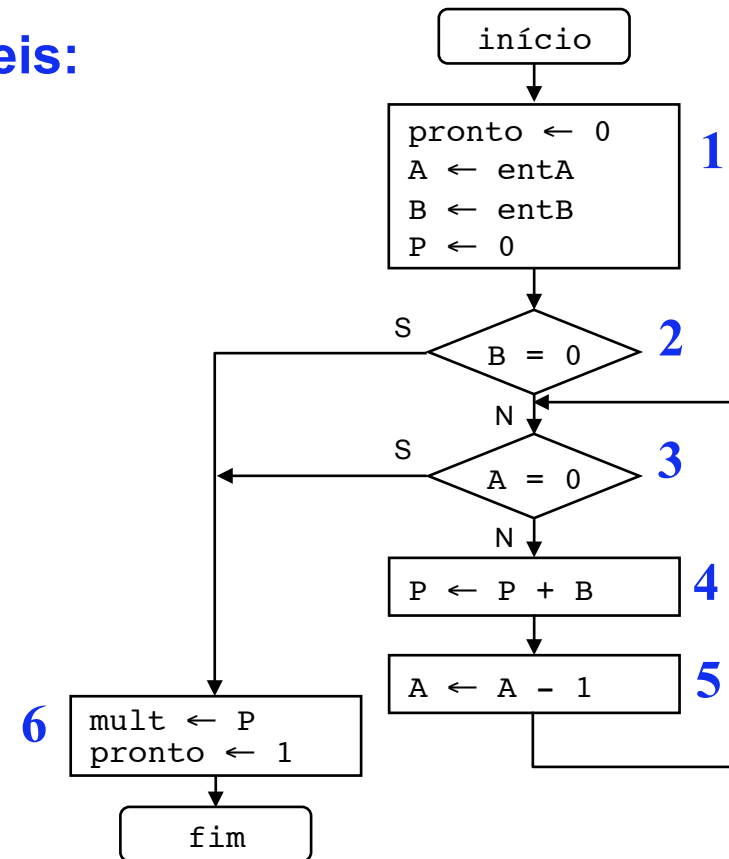 eis:
início
pronto ← 0
A ← entA
B ← entB
P ← 0
1
S
B = 0
2
N
S
A = 0
3
N
P ← P + B
4
A ← A - 1
5
6
mult ← P
pronto ← 1
fim